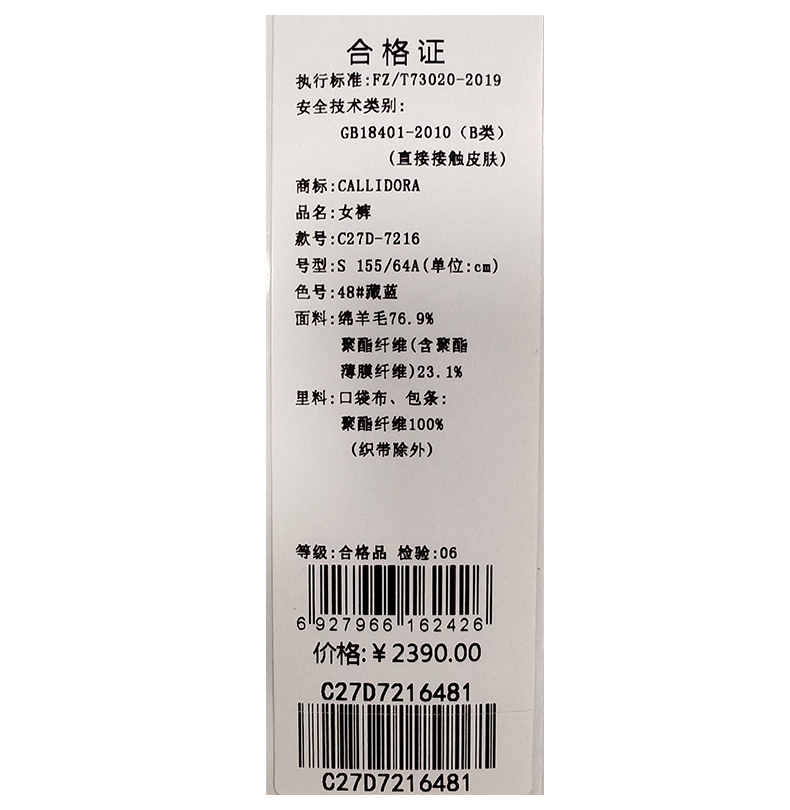 合格证
执行标准:FZ/T73020-2019
安全技术类别:
GB18401-2010（B类）
(直接接触皮肤)
商标:CALLIDORA
品名:女裤
款号:C27D-7216
号型:S 155/64A(单位:cm)
色号:48#藏蓝
面料:绵羊毛76.9%
聚酯纤维(含聚酯
薄膜纤维)23.1%
里料:口袋布、包条:
聚酯纤维100%
(织带除外)
等级:合格品 检验:06
6 927966 162426
价格:￥2390.00
C27D7216481
C27D7216481